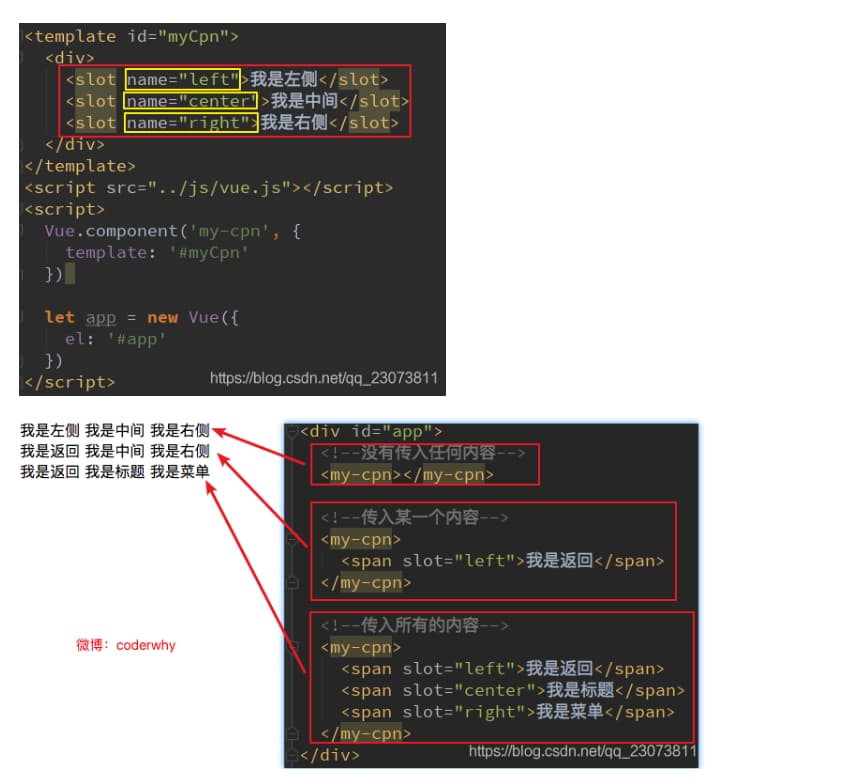 <template id="myCpn">
<div>
<slot name="left">我是左侧</slot>
<slot name="center">我是中间</slot>
<slot name="right">我是右侧</slot>
</div>
</template>
<script src="../js/vue.js"></script>
<script>
Vue.component('my-cpn', {
template: '#myCpn'
})
let app = new Vue({
el: '#app'
})
</script>
https://blog.csdn.net/qq_23073811
我是左侧 我是中间 我是右侧
我是返回 我是中间 我是右侧
我是返回 我是标题 我是菜单
<div id="app">
<!--没有传入任何内容-->
<my-cpn></my-cpn>
<!--传入某一个内容-->
<my-cpn>
<span slot="left">我是返回</span>
</my-cpn>
<!--传入所有的内容-->
<my-cpn>
<span slot="left">我是返回</span>
<span slot="center">我是标题</span>
<span slot="right">我是菜单</span>
</my-cpn>
</div>
https://blog.csdn.net/qq_23073811
微博：coderwhy